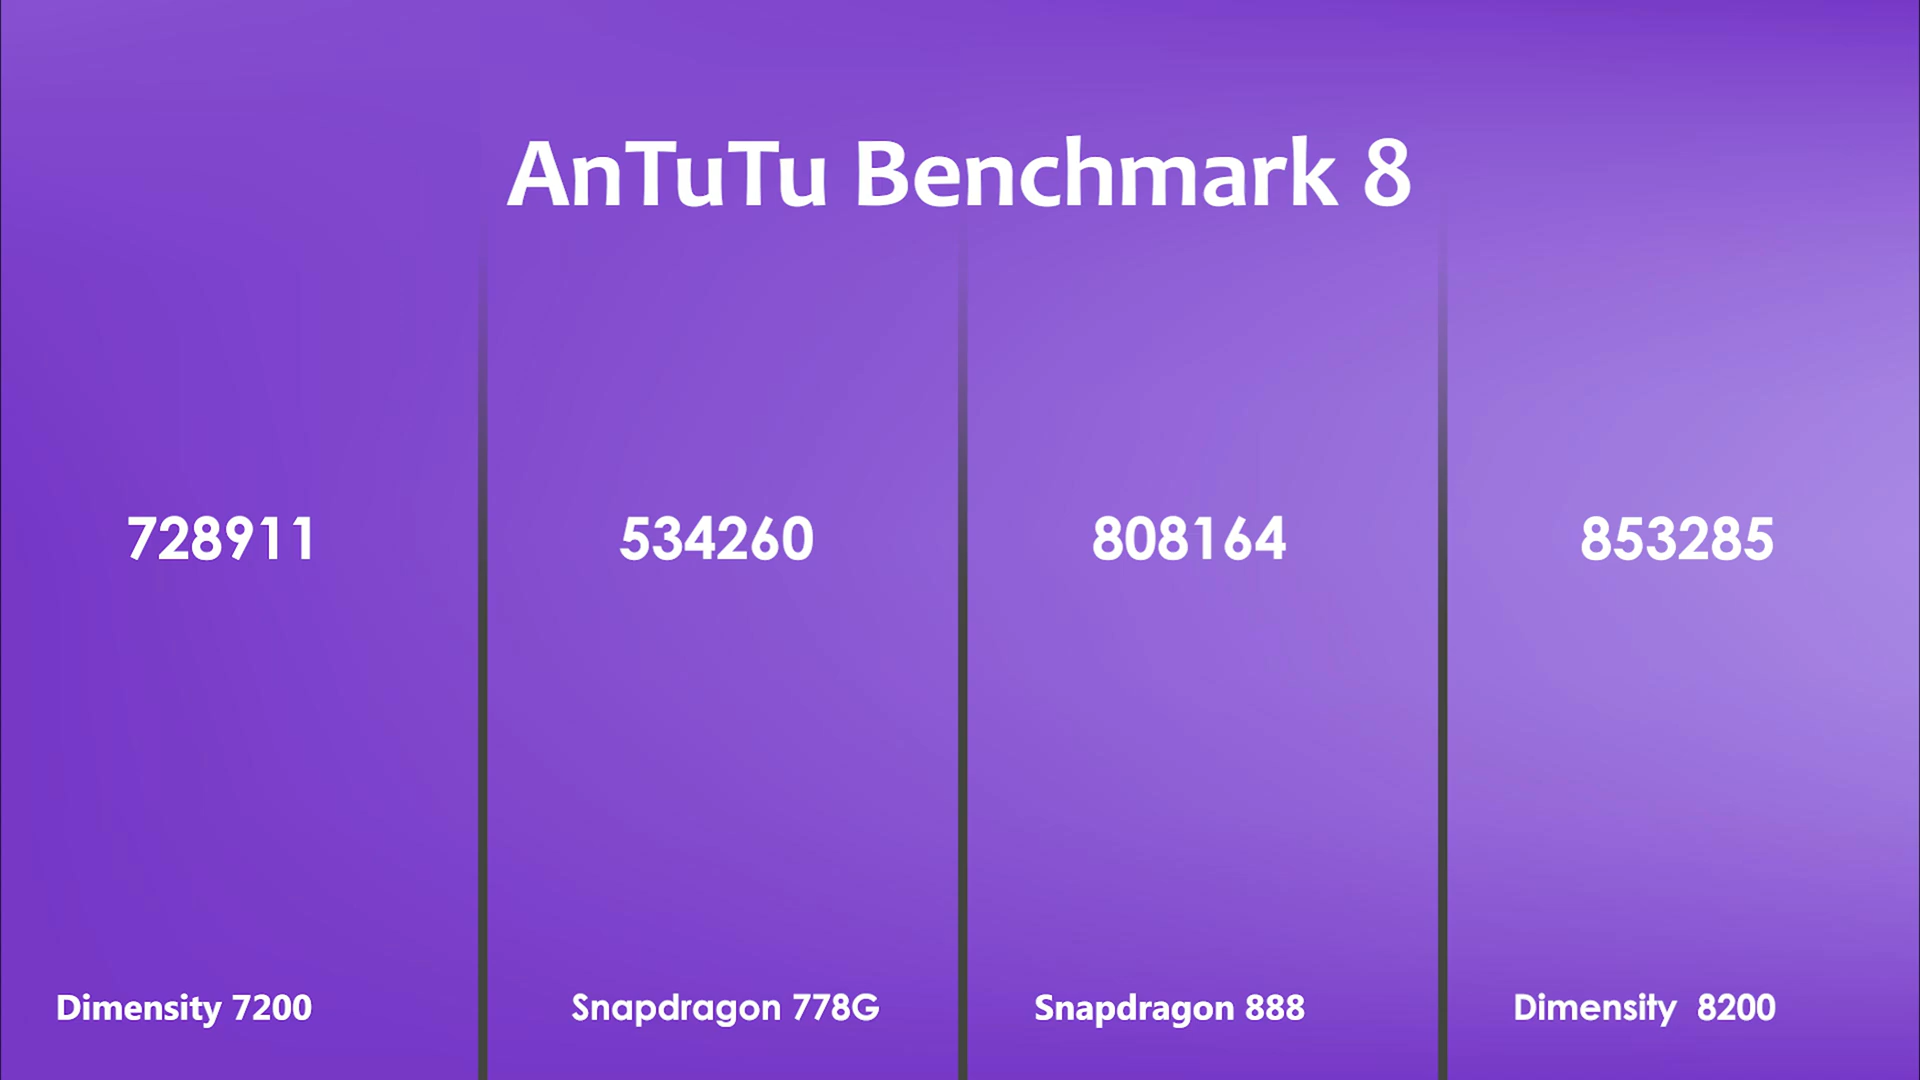 AnTuTu Benchmark 8
728911
534260
808164
853285
Dimensity 7200
Snapdragon 778G
Snapdragon 888
Dimensity 8200